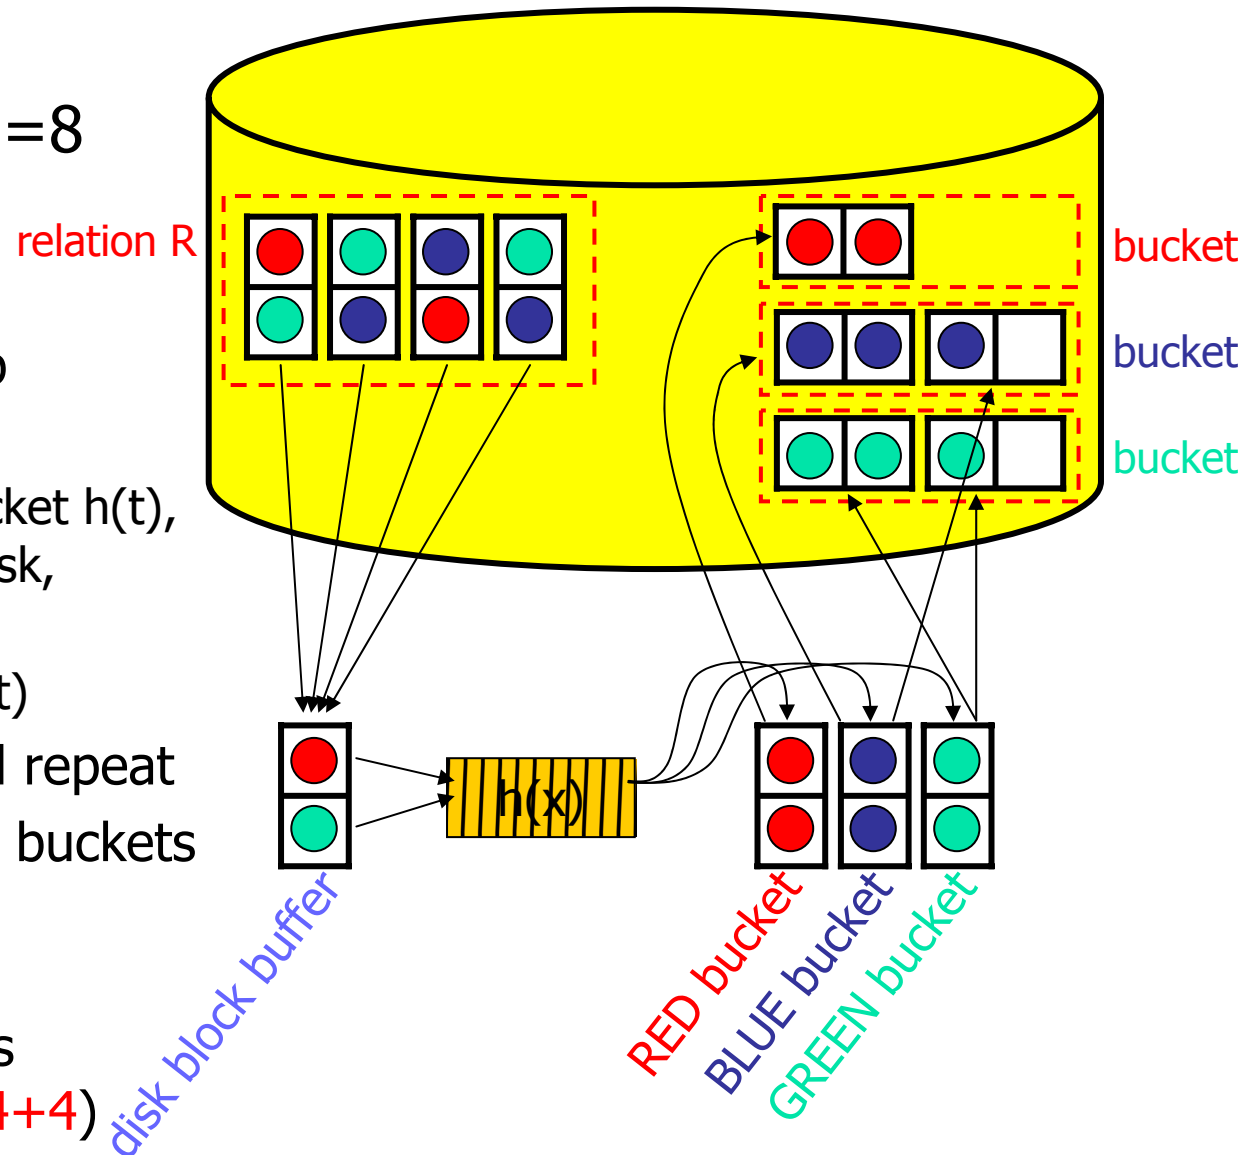 =8
relation R
bucket
bucket
bucket
cket h(t),
sk,
t)
repeat
buckets
h(x)
disk block buffer
RED bucket
BLUE bucket
GREEN bucket
s
4+4)